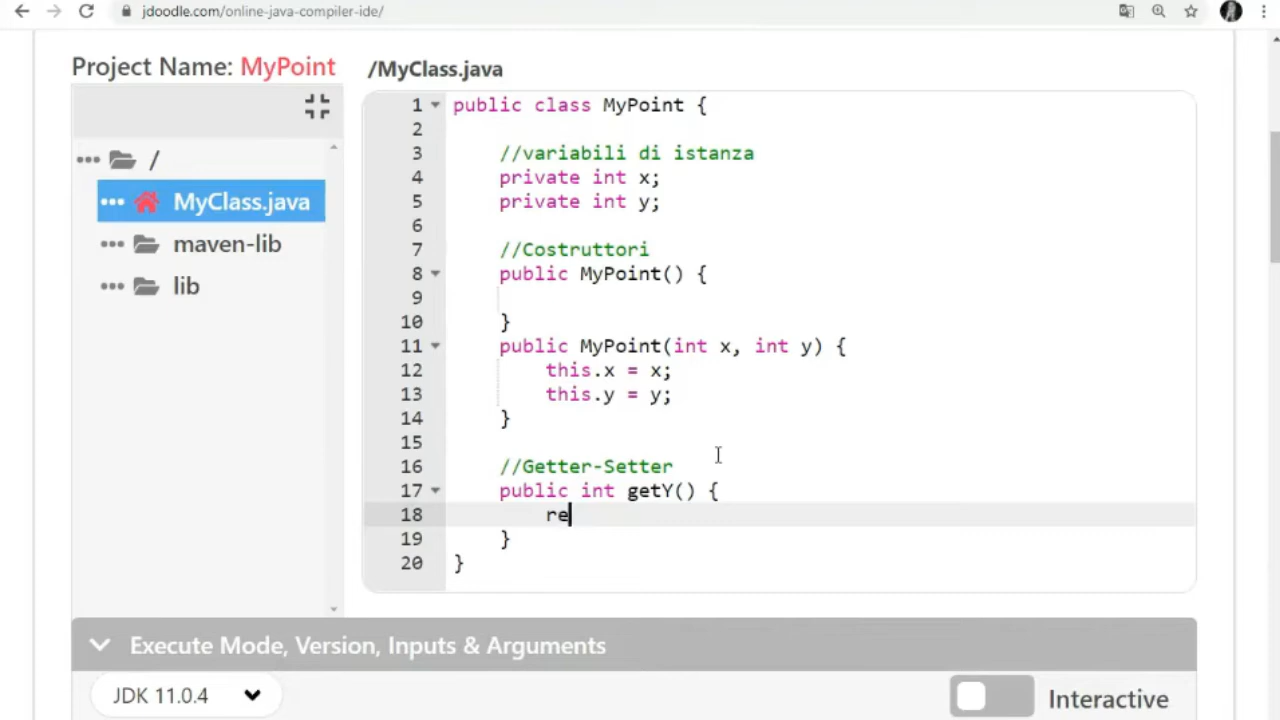 jdoodle.com/online-java-compiler-ide/
Project Name: MyPoint
/MyClass.java
/
MyClass.java
maven-lib
lib
1 public class MyPoint {
2
3 //variabili di istanza
4 private int x;
5 private int y;
6
7 //Costruttori
8 public MyPoint() {
9
10 }
11 public MyPoint(int x, int y) {
12 this.x = x;
13 this.y = y;
14 }
15
16 //Getter-Setter
17 public int getY() {
18 re
19 }
20 }
Execute Mode, Version, Inputs & Arguments
JDK 11.0.4
Interactive